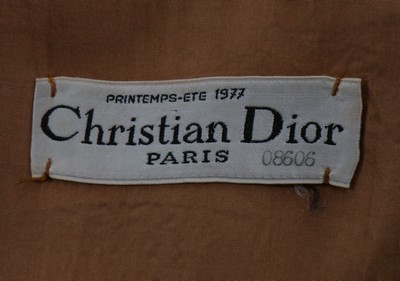 PRINTEMPS-ETE 1977
Christian Dior
PARIS 08606